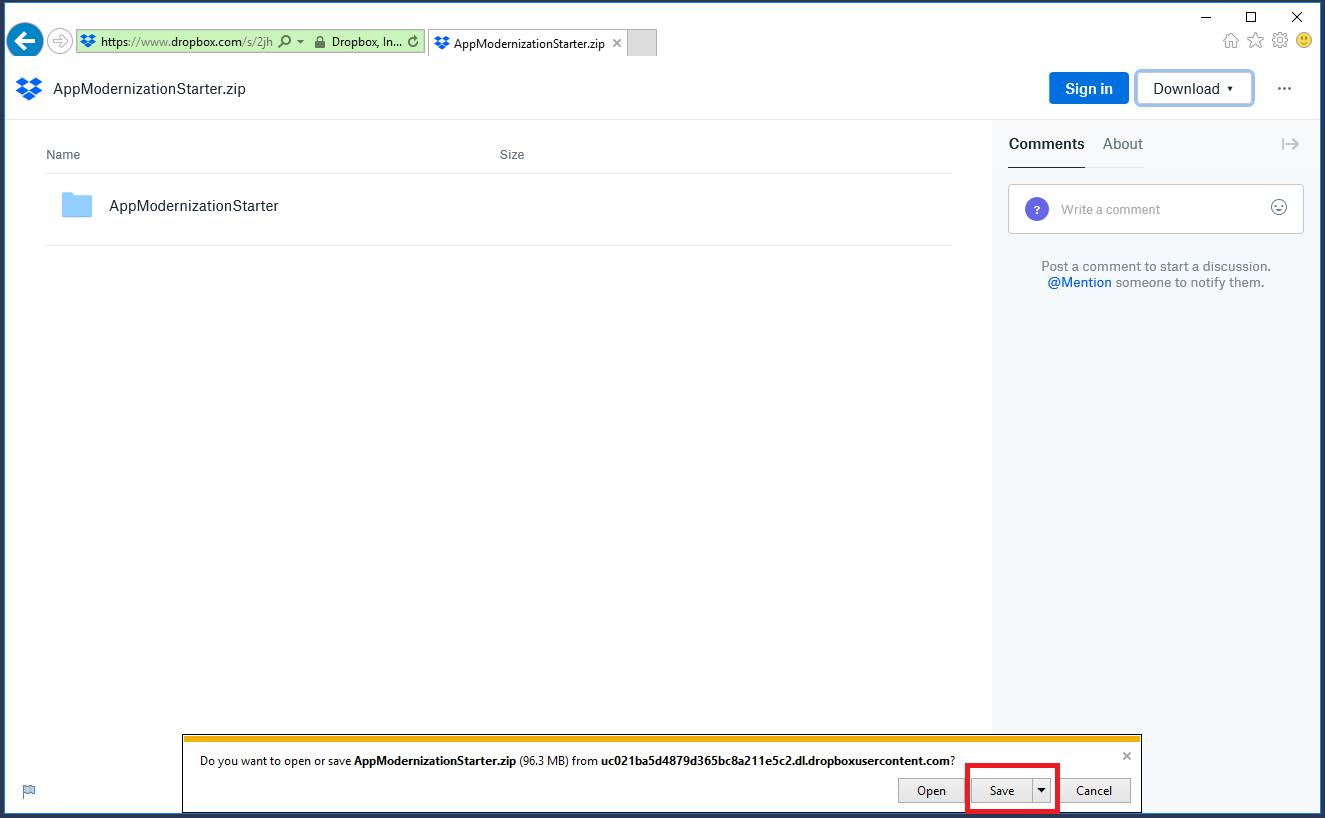 https://www.dropbox.com/s/2jh Dropbox, In... AppModernizationStarter.zip
AppModernizationStarter.zip
Sign in Download
Name Size
AppModernizationStarter
Comments About
? Write a comment
Post a comment to start a discussion.
@Mention someone to notify them.
Do you want to open or save AppModernizationStarter.zip (96.3 MB) from uc021ba5d4879d365bc8a211e5c2.dl.dropboxusercontent.com?
Open Save Cancel